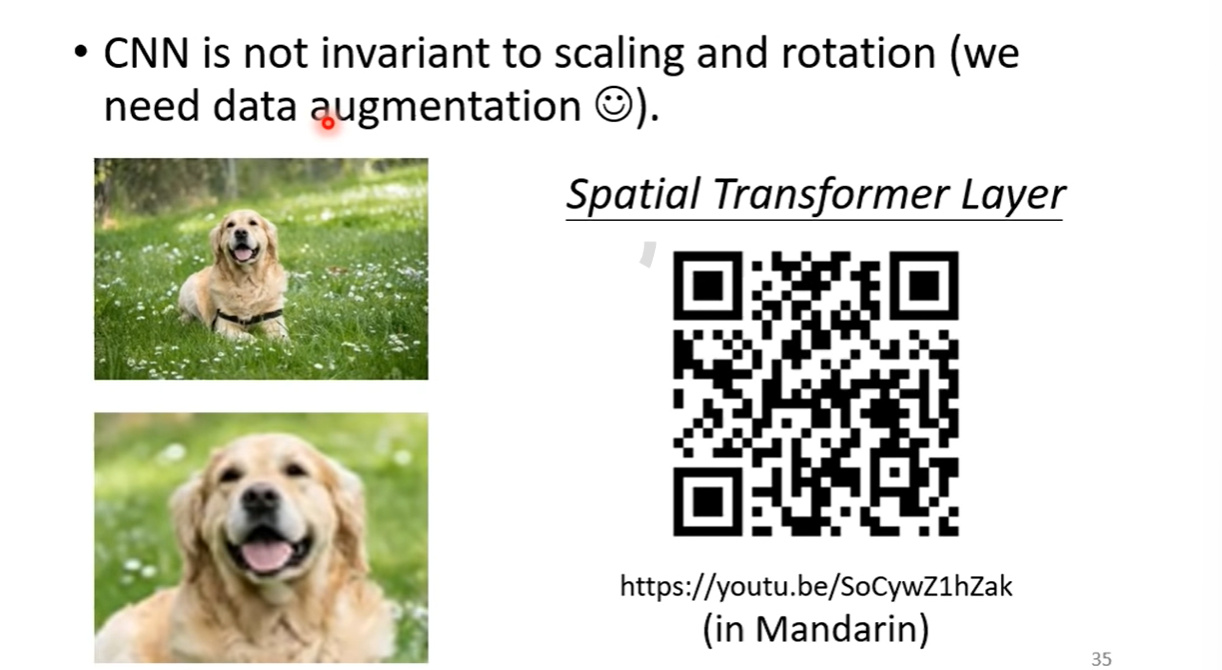 • CNN is not invariant to scaling and rotation (we
need data augmentation ☺).
Spatial Transformer Layer
https://youtu.be/SoCywZ1hZak
(in Mandarin)
35